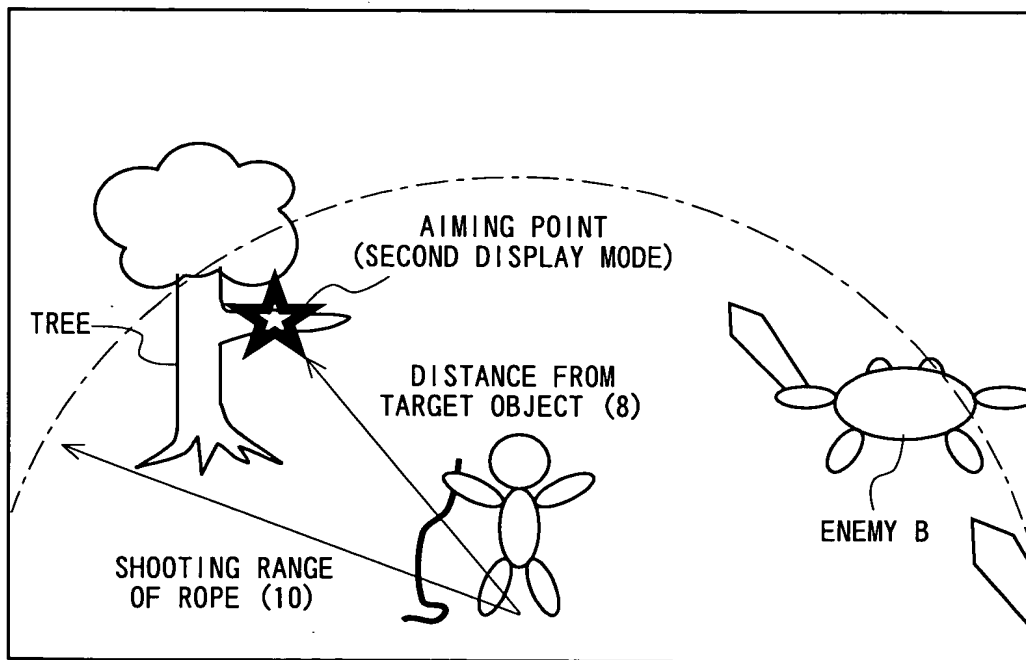 AIMING POINT
(SECOND DISPLAY MODE)
TREE
DISTANCE FROM
TARGET OBJECT (8)
ENEMY B
SHOOTING RANGE
OF ROPE (10)